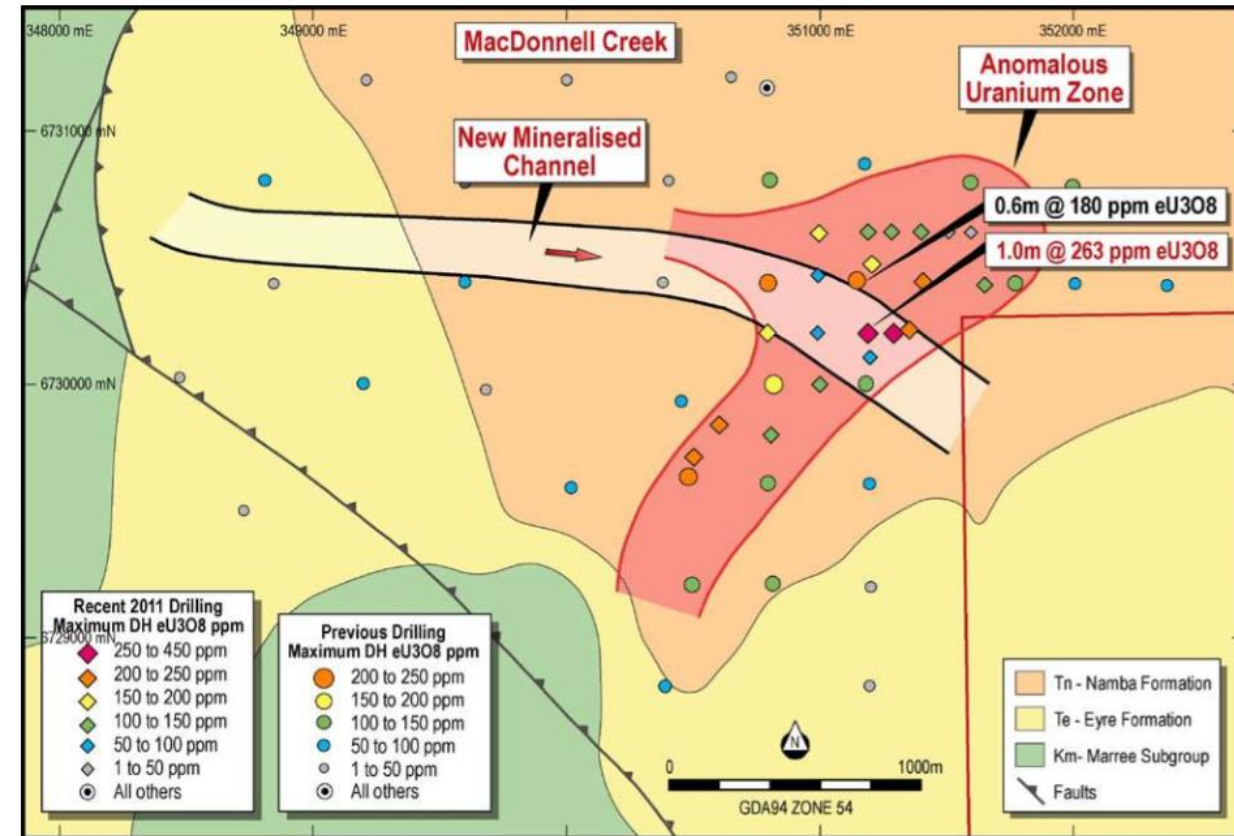 348000 mE
349000 mE
351000 mE
352000 mE
MacDonnell Creek
Anomalous
Uranium Zone
6731000 mN
New Mineralised
Channel
0.6m @ 180 ppm eU3O8
1.0m @ 263 ppm eU3O8
6730000 mN
6729000 mN
Recent 2011 Drilling
Maximum DH eU3O8 ppm
250 to 450 ppm
200 to 250 ppm
150 to 200 ppm
100 to 150 ppm
50 to 100 ppm
1 to 50 ppm
All others
Previous Drilling
Maximum DH eU3O8 ppm
200 to 250 ppm
150 to 200 ppm
100 to 150 ppm
50 to 100 ppm
1 to 50 ppm
All others
N
0
1000m
GDA94 ZONE 54
Tn - Namba Formation
Te - Eyre Formation
Km- Marree Subgroup
Faults